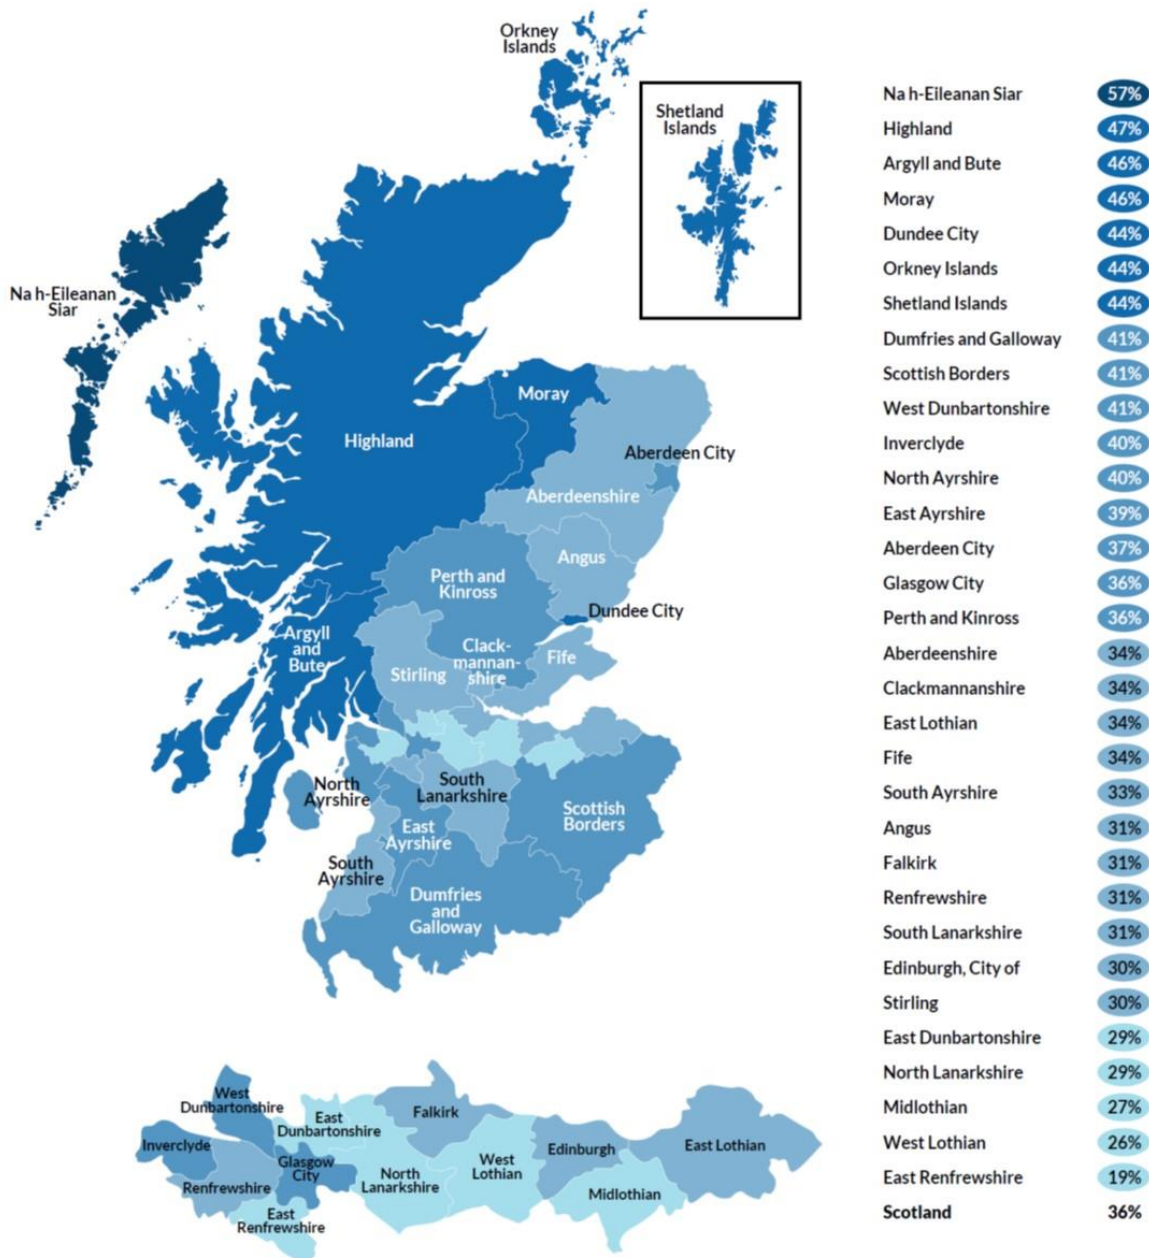 Orkney
Islands
Shetland
Islands
Na h-Eileanan
Siar
Moray
Highland
Aberdeen City
Aberdeenshire
Angus
Perth and
Kinross
Dundee City
Argyll
and
Bute
Clack-
mannan-
shire
Fife
Stirling
North
Ayrshire
South
Lanarkshire
Scottish
Borders
East
Ayrshire
South
Ayrshire
Dumfries
and
Galloway
West
Dunbartonshire
East
Dunbartonshire
Falkirk
Inverclyde
Glasgow
City
Renfrewshire
East
Renfrewshire
North
Lanarkshire
West
Lothian
Edinburgh
East Lothian
Midlothian
Na h-Eileanan Siar 57%
Highland 47%
Argyll and Bute 46%
Moray 46%
Dundee City 44%
Orkney Islands 44%
Shetland Islands 44%
Dumfries and Galloway 41%
Scottish Borders 41%
West Dunbartonshire 41%
Inverclyde 40%
North Ayrshire 40%
East Ayrshire 39%
Aberdeen City 37%
Glasgow City 36%
Perth and Kinross 36%
Aberdeenshire 34%
Clackmannanshire 34%
East Lothian 34%
Fife 34%
South Ayrshire 33%
Angus 31%
Falkirk 31%
Renfrewshire 31%
South Lanarkshire 31%
Edinburgh, City of 30%
Stirling 30%
East Dunbartonshire 29%
North Lanarkshire 29%
Midlothian 27%
West Lothian 26%
East Renfrewshire 19%
Scotland 36%